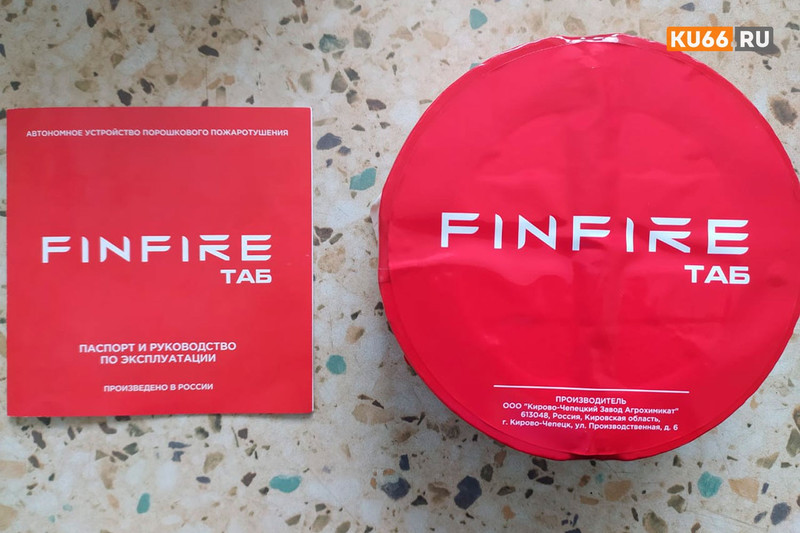 KU66.RU
АВТОНОМНОЕ УСТРОЙСТВО ПОРОШКОВОГО ПОЖАРОТУШЕНИЯ
FINFIRE
ТАБ
ПАСПОРТ И РУКОВОДСТВО
ПО ЭКСПЛУАТАЦИИ
ПРОИЗВЕДЕНО В РОССИИ
FINFIRE
ТАБ
ПРОИЗВОДИТЕЛЬ
ООО "Кирово-Чепецкий Завод Агрохимикат"
613048, Россия, Кировская область,
г. Кирово-Чепецк, ул. Производственная, д. 6